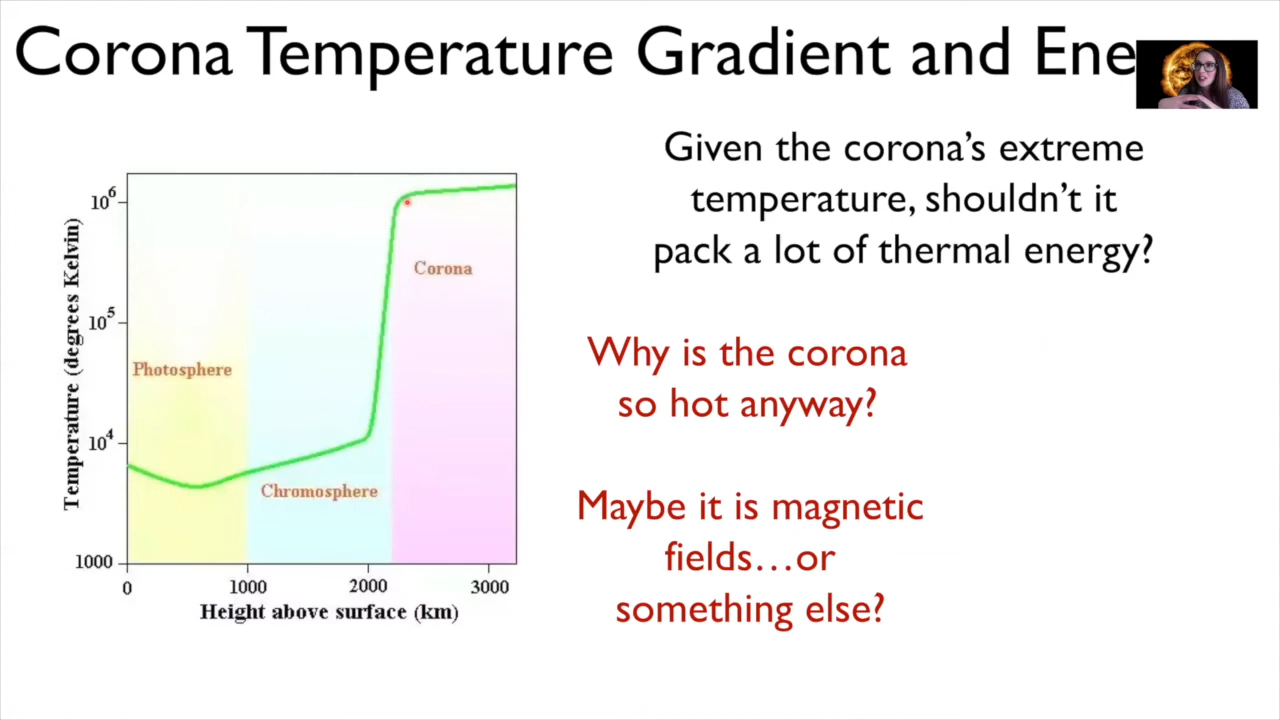 Corona Temperature Gradient and Ene
Given the corona's extreme
temperature, shouldn't it
pack a lot of thermal energy?
Why is the corona
so hot anyway?
Maybe it is magnetic
fields…or
something else?
Temperature (degrees Kelvin)
10⁶
10⁵
10⁴
1000
Photosphere
Chromosphere
Corona
0
1000
2000
3000
Height above surface (km)